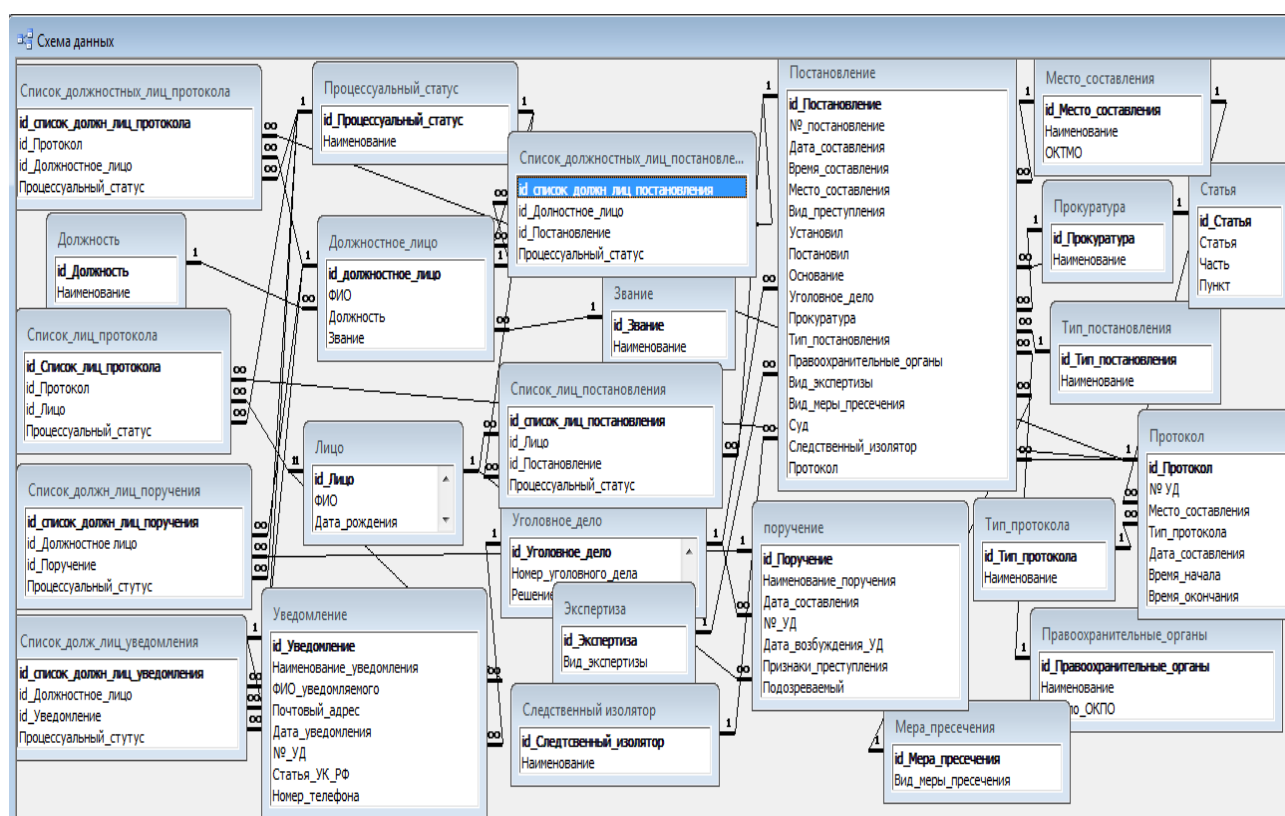 Схема данных
Список_должностных_лиц_протокола
id_список_должн_лиц_протокола
id_Протокол
id_Должностное_лицо
Процессуальный_статус
Процессуальный_статус
id_Процессуальный_статус
Наименование
Список_должностных_лиц_постановле...
id_список_должн_лиц_постановления
id_Долностное_лицо
id_Постановление
Процессуальный_статус
Постановление
id_Постановление
№_постановление
Дата_составления
Время_составления
Место_составления
Вид_преступления
Установил
Постановил
Основание
Уголовное_дело
Прокуратура
Тип_постановления
Правоохранительные_органы
Вид_экспертизы
Вид_меры_пресечения
Суд
Следственный_изолятор
Протокол
Место_составления
id_Место_составления
Наименование
ОКТМО
Прокуратура
id_Прокуратура
Наименование
Статья
id_Статья
Статья
Часть
Пункт
Должность
id_Должность
Наименование
Должностное_лицо
id_должностное_лицо
ФИО
Должность
Звание
Звание
id_Звание
Наименование
Тип_постановления
id_Тип_постановления
Наименование
Список_лиц_протокола
id_Список_лиц_протокола
id_Протокол
id_Лицо
Процессуальный_статус
Лицо
id_Лицо
ФИО
Дата_рождения
Список_лиц_постановления
id_список_лиц_постановления
id_Лицо
id_Постановление
Процессуальный_статус
Протокол
id_Протокол
№ УД
Место_составления
Тип_протокола
Дата_составления
Время_начала
Время_окончания
Список_должн_лиц_поручения
id_список_должн_лиц_поручения
id_Должностное лицо
id_Поручение
Процессуальный_стутус
Уголовное_дело
id_Уголовное_дело
Номер_уголовного_дела
Решение
поручение
id_Поручение
Наименование_поручения
Дата_составления
№_УД
Дата_возбуждения_УД
Признаки_преступления
Подозреваемый
Тип_протокола
id_Тип_протокола
Наименование
Экспертиза
id_Экспертиза
Вид_экспертизы
Список_долж_лиц_уведомления
id_список_должн_лиц_уведомления
id_Должностное_лицо
id_Уведомление
Процессуальный_стутус
Уведомление
id_Уведомление
Наименование_уведомления
ФИО_уведомляемого
Почтовый_адрес
Дата_уведомления
№_УД
Статья_УК_РФ
Номер_телефона
Следственный изолятор
id_Следтсвенный_изолятор
Наименование
Правоохранительные_органы
id_Правоохранительные_органы
Наименование
по_ОКПО
Мера_пресечения
id_Мера_пресечения
Вид_меры_пресечения